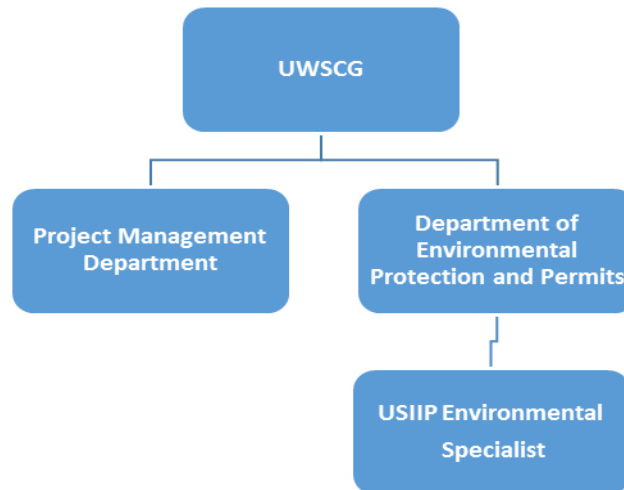 UWSCG
Project Management
Department
Department of
Environmental
Protection and Permits
USIIP Environmental
Specialist